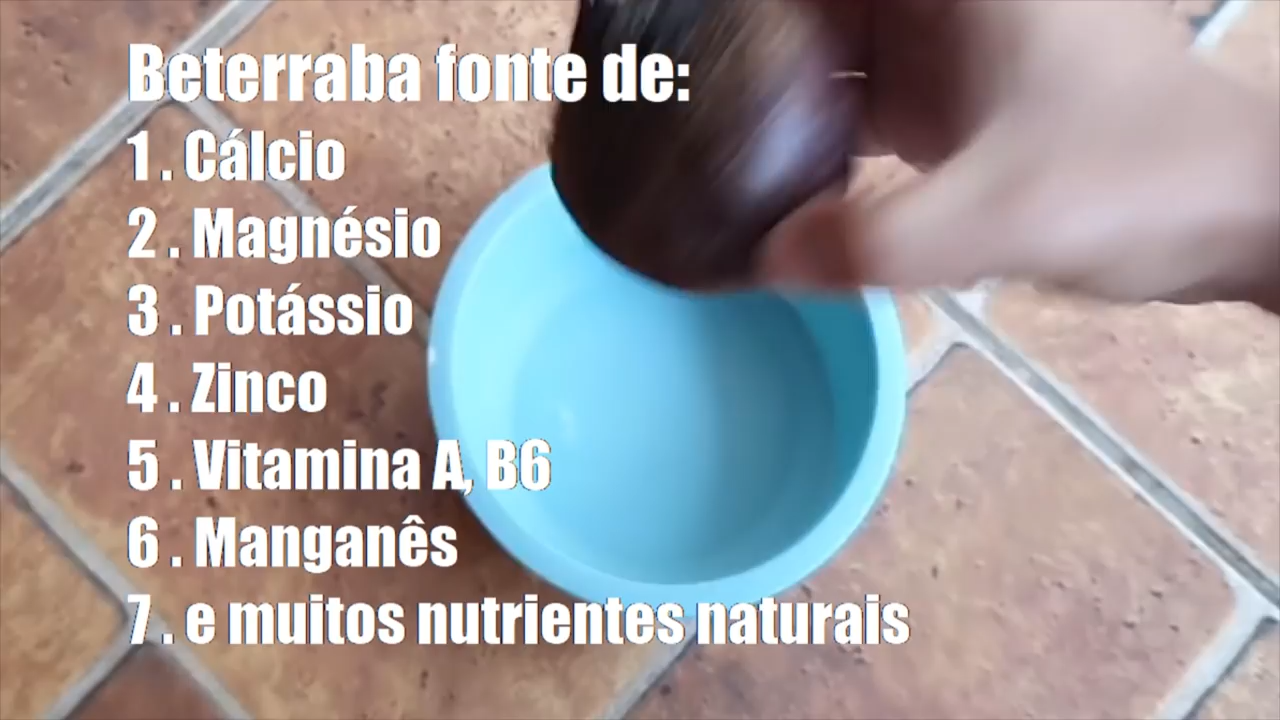 Beterraba fonte de:
1 . Cálcio
2 . Magnésio
3 . Potássio
4 . Zinco
5 . Vitamina A, B6
6 . Manganês
7 . e muitos nutrientes naturais